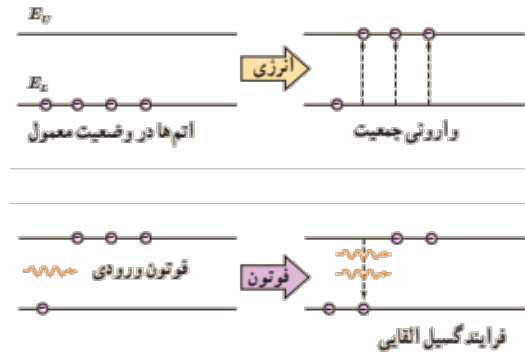 E_U
انرژی
E_L
اتم‌ها در وضعیت معمول
وارونی جمعیت
فوتون ورودی
فوتون
فرایند گسیل القایی